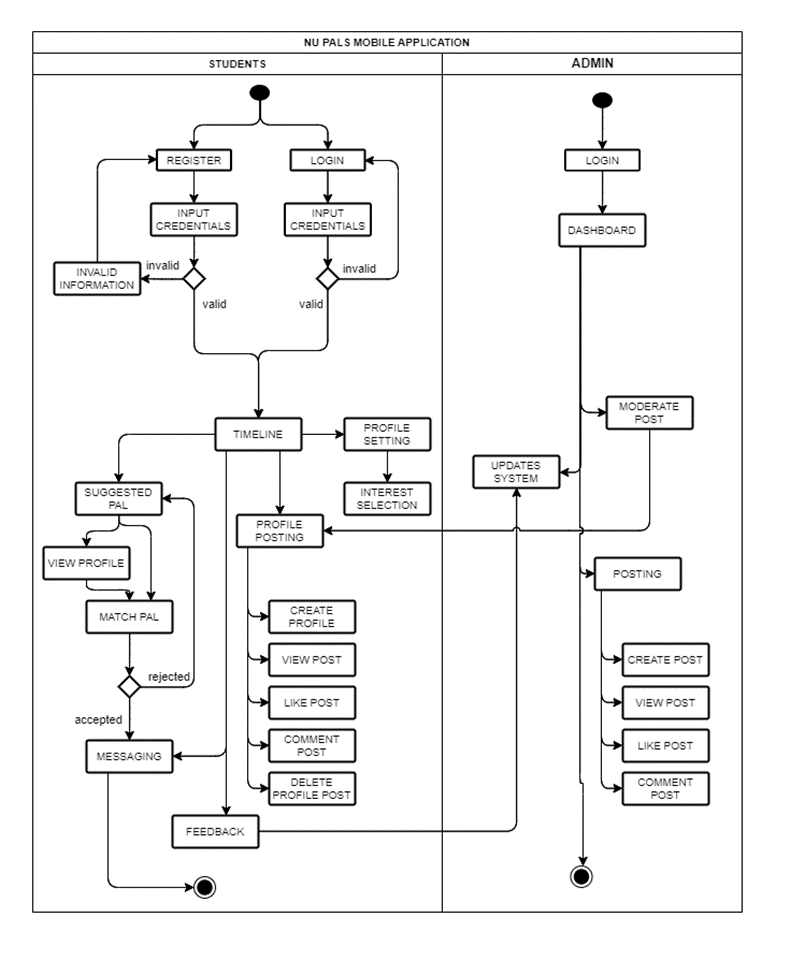 NU PALS MOBILE APPLICATION
STUDENTS
ADMIN
REGISTER
LOGIN
LOGIN
INPUT
CREDENTIALS
INPUT
CREDENTIALS
DASHBOARD
INVALID
INFORMATION
invalid
invalid
valid
valid
TIMELINE
PROFILE
SETTING
MODERATE
POST
UPDATES
SYSTEM
SUGGESTED
PAL
INTEREST
SELECTION
PROFILE
POSTING
VIEW PROFILE
POSTING
MATCH PAL
CREATE
PROFILE
VIEW POST
CREATE POST
rejected
LIKE POST
VIEW POST
accepted
MESSAGING
COMMENT
POST
LIKE POST
DELETE
PROFILE POST
COMMENT
POST
FEEDBACK